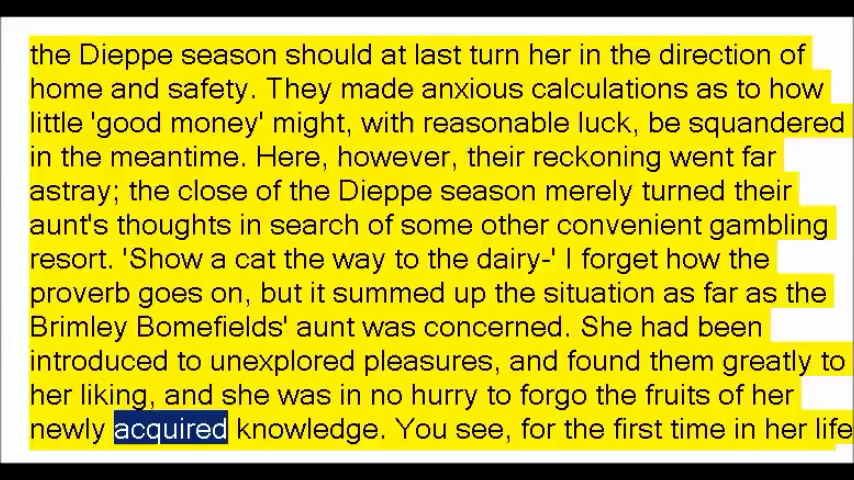 the Dieppe season should at last turn her in the direction of
home and safety. They made anxious calculations as to how
little 'good money' might, with reasonable luck, be squandered
in the meantime. Here, however, their reckoning went far
astray; the close of the Dieppe season merely turned their
aunt's thoughts in search of some other convenient gambling
resort. 'Show a cat the way to the dairy-' I forget how the
proverb goes on, but it summed up the situation as far as the
Brimley Bomefields' aunt was concerned. She had been
introduced to unexplored pleasures, and found them greatly to
her liking, and she was in no hurry to forgo the fruits of her
newly acquired knowledge. You see, for the first time in her life